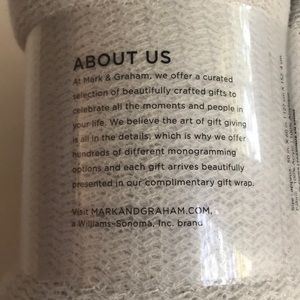 ABOUT US
At Mark & Graham, we offer a curated
selection of beautifully crafted gifts to
celebrate all the moments and people in
your life. We believe the art of gift giving
is all in the details, which is why we offer
hundreds of different monogramming
options and each gift arrives beautifully
presented in our complimentary gift wrap.
Visit MARKANDGRAHAM.COM,
a Williams-Sonoma, Inc. brand